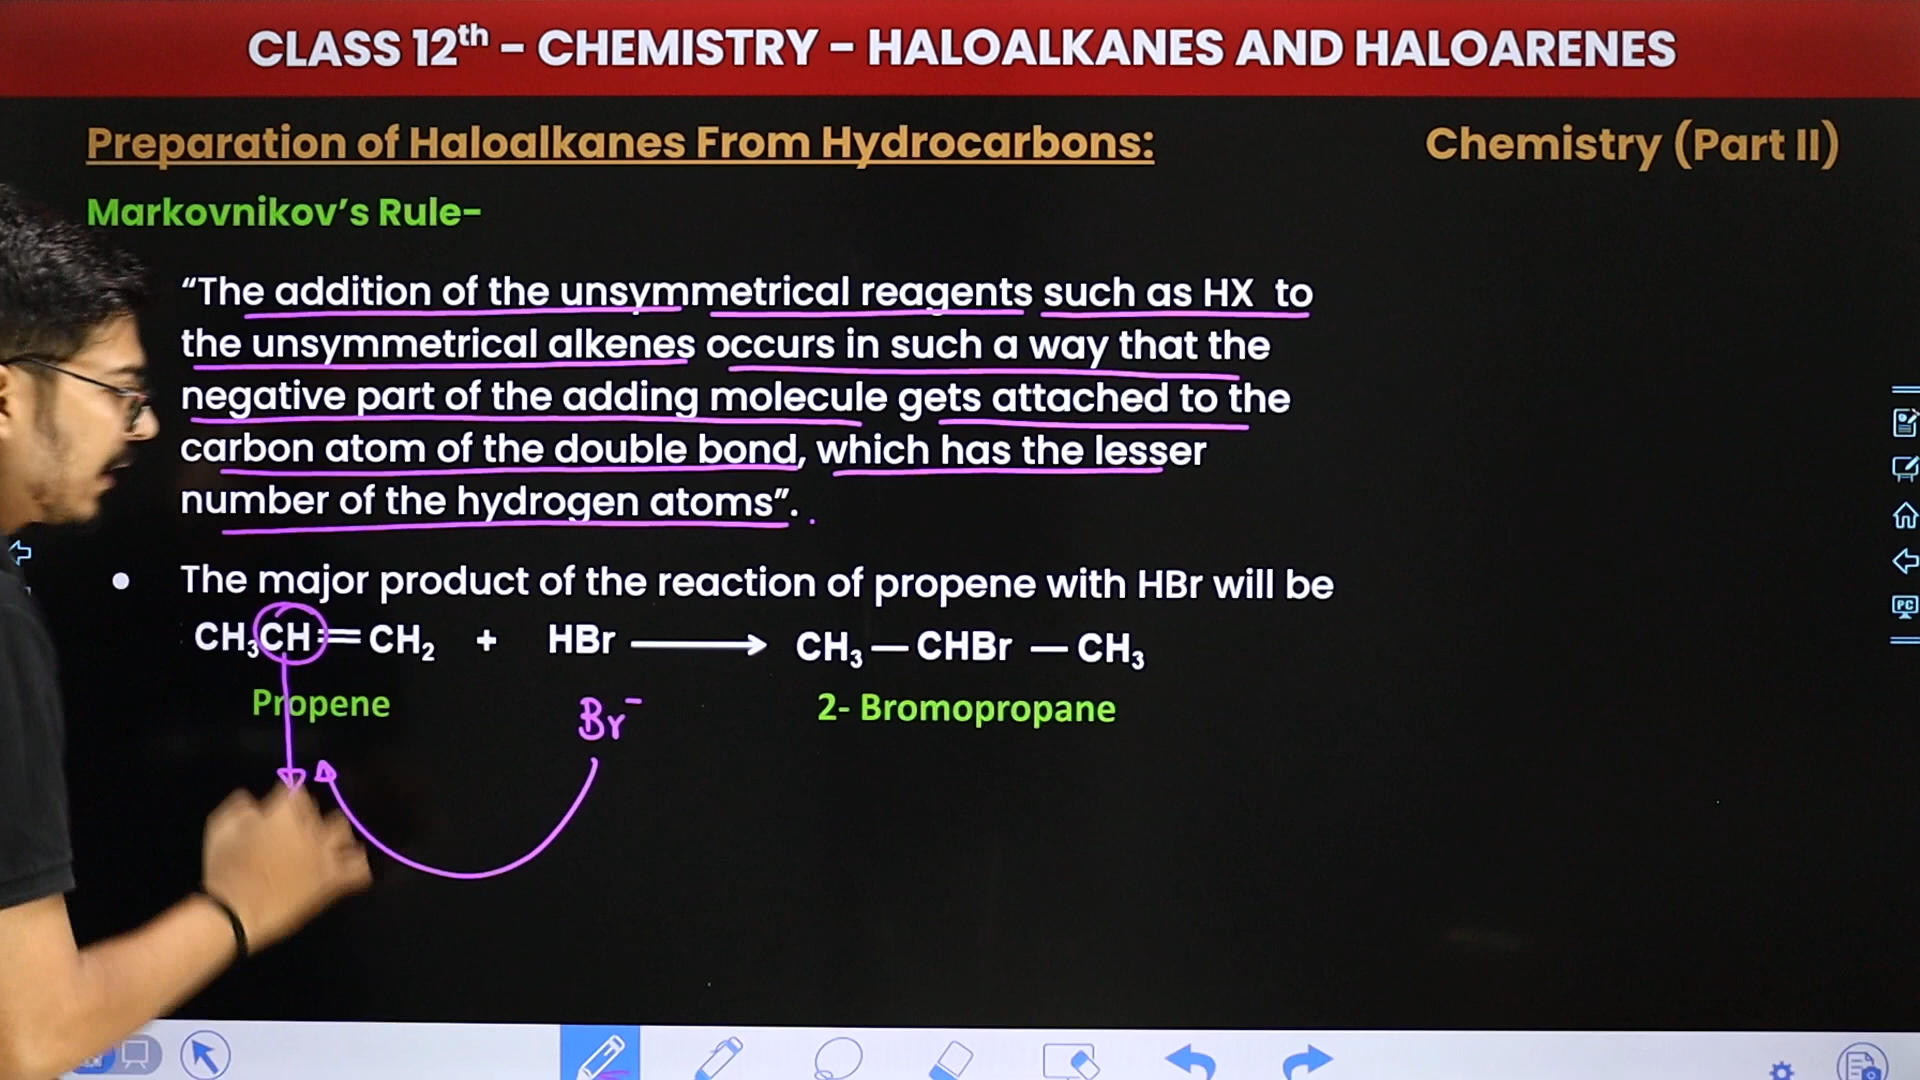 CLASS 12th - CHEMISTRY - HALOALKANES AND HALOARENES
Preparation of Haloalkanes From Hydrocarbons:
Chemistry (Part II)
Markovnikov's Rule-
“The addition of the unsymmetrical reagents such as HX to
the unsymmetrical alkenes occurs in such a way that the
negative part of the adding molecule gets attached to the
carbon atom of the double bond, which has the lesser
number of the hydrogen atoms”.
• The major product of the reaction of propene with HBr will be
CH₃CH=CH₂ + HBr ⟶ CH₃ — CHBr — CH₃
Propene
2- Bromopropane
Br⁻
PC